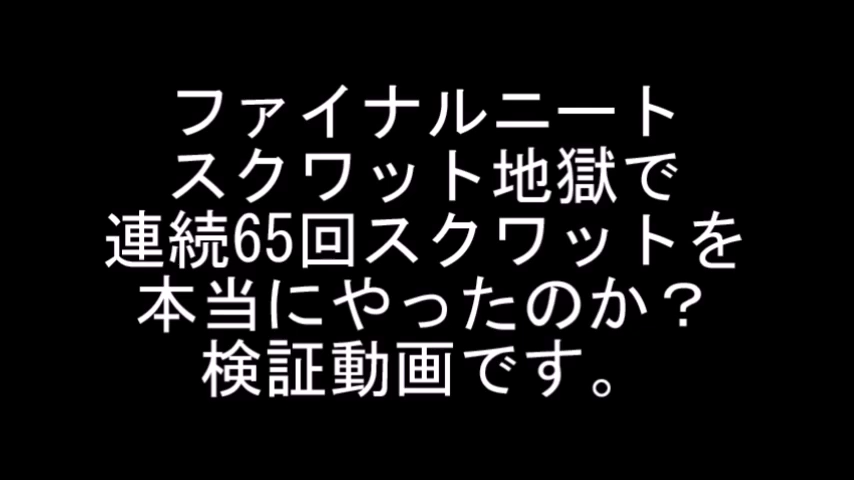 ファイナルニート
スクワット地獄で
連続65回スクワットを
本当にやったのか？
検証動画です。